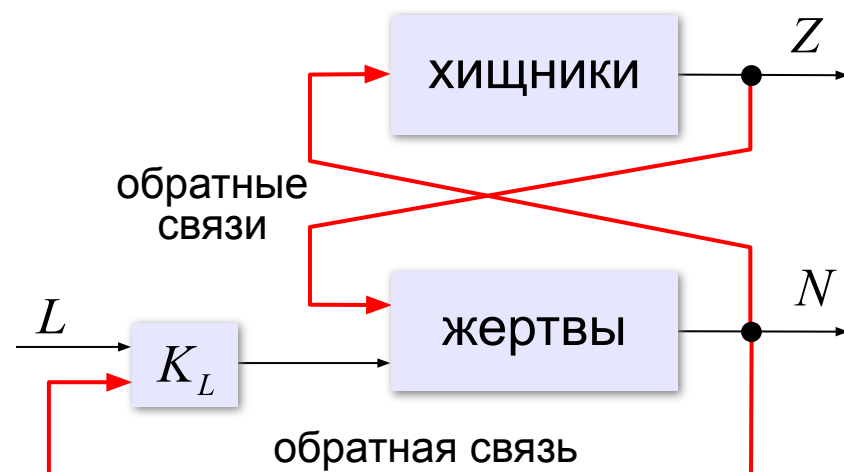 хищники
Z
обратные
связи
L
K_L
жертвы
N
обратная связь